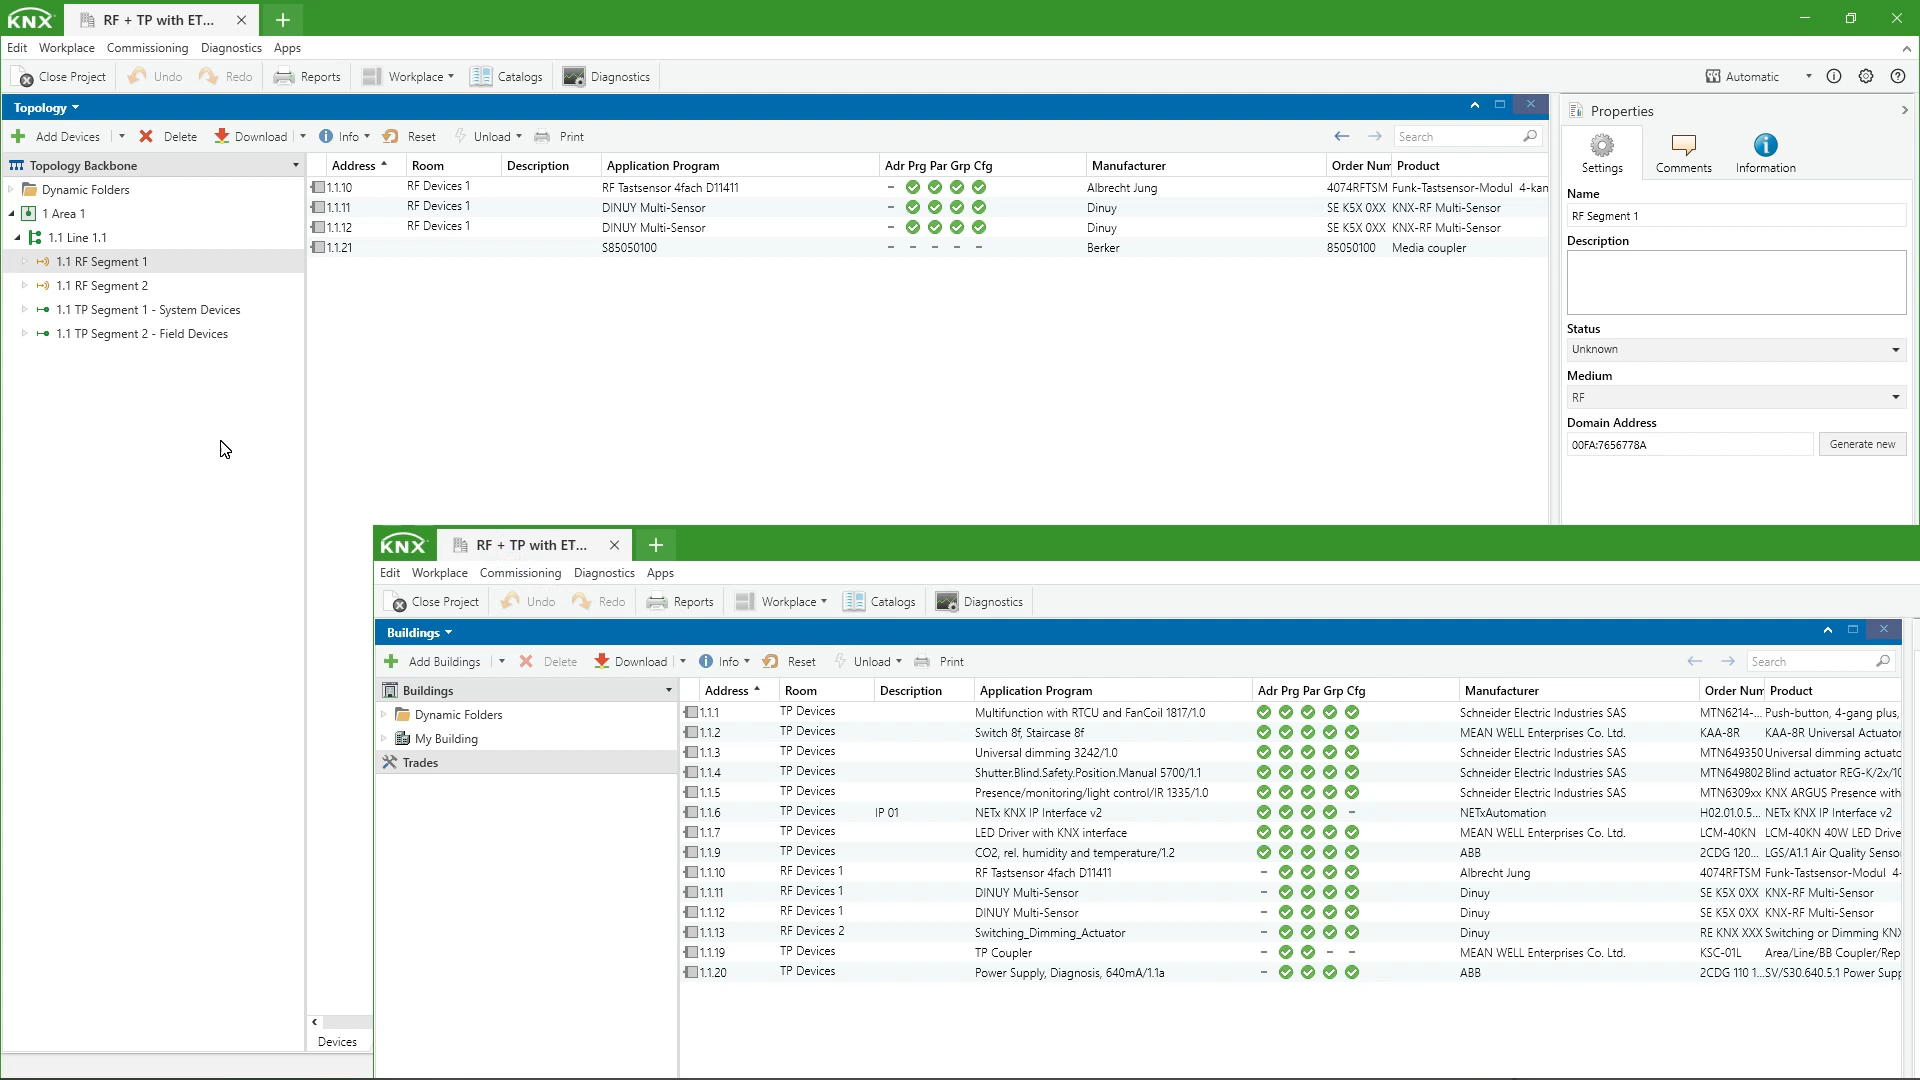 KNX RF + TP with ET...
Edit Workplace Commissioning Diagnostics Apps
Close Project Undo Redo Reports Workplace Catalogs Diagnostics Automatic
Topology
Add Devices Delete Download Info Reset Unload Print Search
Topology Backbone
Dynamic Folders
1 Area 1
1.1 Line 1.1
1.1 RF Segment 1
1.1 RF Segment 2
1.1 TP Segment 1 - System Devices
1.1 TP Segment 2 - Field Devices
Address Room Description Application Program Adr Prg Par Grp Cfg Manufacturer Order Num Product
1.1.10 RF Devices 1 RF Tastsensor 4fach D11411 - Albrecht Jung 4074RFTSM Funk-Tastsensor-Modul 4-kan
1.1.11 RF Devices 1 DINUY Multi-Sensor - Dinuy SE K5X 0XX KNX-RF Multi-Sensor
1.1.12 RF Devices 1 DINUY Multi-Sensor - Dinuy SE K5X 0XX KNX-RF Multi-Sensor
1.1.21 S85050100 - - - - - Berker 85050100 Media coupler
Properties
Settings Comments Information
Name
RF Segment 1
Description
Status
Unknown
Medium
RF
Domain Address
00FA:7656778A Generate new
Devices
KNX RF + TP with ET...
Edit Workplace Commissioning Diagnostics Apps
Close Project Undo Redo Reports Workplace Catalogs Diagnostics
Buildings
Add Buildings Delete Download Info Reset Unload Print Search
Buildings
Dynamic Folders
My Building
Trades
Address Room Description Application Program Adr Prg Par Grp Cfg Manufacturer Order Num Product
1.1.1 TP Devices Multifunction with RTCU and FanCoil 1817/1.0 Schneider Electric Industries SAS MTN6214-... Push-button, 4-gang plus,
1.1.2 TP Devices Switch 8f, Staircase 8f MEAN WELL Enterprises Co. Ltd. KAA-8R KAA-8R Universal Actuator
1.1.3 TP Devices Universal dimming 3242/1.0 Schneider Electric Industries SAS MTN649350 Universal dimming actuato
1.1.4 TP Devices Shutter.Blind.Safety.Position.Manual 5700/1.1 Schneider Electric Industries SAS MTN649802 Blind actuator REG-K/2x/10
1.1.5 TP Devices Presence/monitoring/light control/IR 1335/1.0 Schneider Electric Industries SAS MTN6309xx KNX ARGUS Presence with
1.1.6 TP Devices IP 01 NETx KNX IP Interface v2 - NETxAutomation H02.01.0.5... NETx KNX IP Interface v2
1.1.7 TP Devices LED Driver with KNX interface MEAN WELL Enterprises Co. Ltd. LCM-40KN LCM-40KN 40W LED Drive
1.1.9 TP Devices CO2, rel. humidity and temperature/1.2 ABB 2CDG 120... LGS/A1.1 Air Quality Senso
1.1.10 RF Devices 1 RF Tastsensor 4fach D11411 - Albrecht Jung 4074RFTSM Funk-Tastsensor-Modul 4-
1.1.11 RF Devices 1 DINUY Multi-Sensor - Dinuy SE K5X 0XX KNX-RF Multi-Sensor
1.1.12 RF Devices 1 DINUY Multi-Sensor - Dinuy SE K5X 0XX KNX-RF Multi-Sensor
1.1.13 RF Devices 2 Switching_Dimming_Actuator - Dinuy RE KNX XXX Switching or Dimming KNX
1.1.19 TP Devices TP Coupler - - - MEAN WELL Enterprises Co. Ltd. KSC-01L Area/Line/BB Coupler/Rep
1.1.20 TP Devices Power Supply, Diagnosis, 640mA/1.1a - ABB 2CDG 110 1... SV/S30.640.5.1 Power Supp